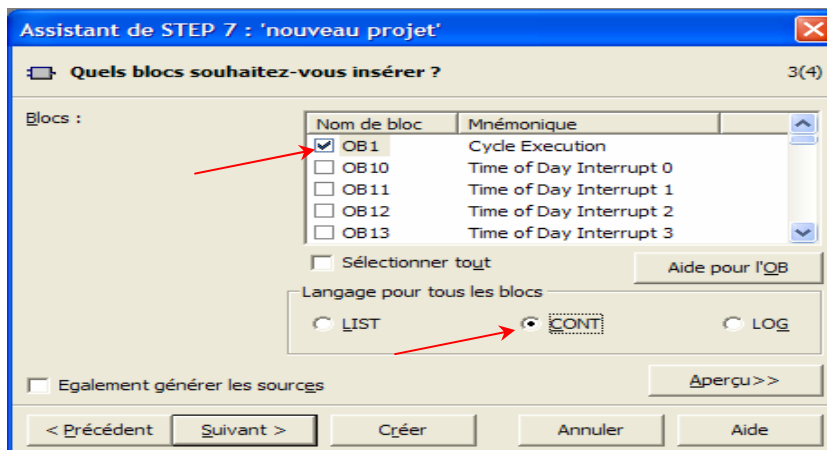 Assistant de STEP 7 : 'nouveau projet'
Quels blocs souhaitez-vous insérer ? 3(4)
Blocs :
Nom de bloc Mnémonique
OB1 Cycle Execution
OB10 Time of Day Interrupt 0
OB11 Time of Day Interrupt 1
OB12 Time of Day Interrupt 2
OB13 Time of Day Interrupt 3
Sélectionner tout Aide pour l'OB
Langage pour tous les blocs
LIST CONT LOG
Egalement générer les sources Aperçu>>
< Précédent Suivant > Créer Annuler Aide